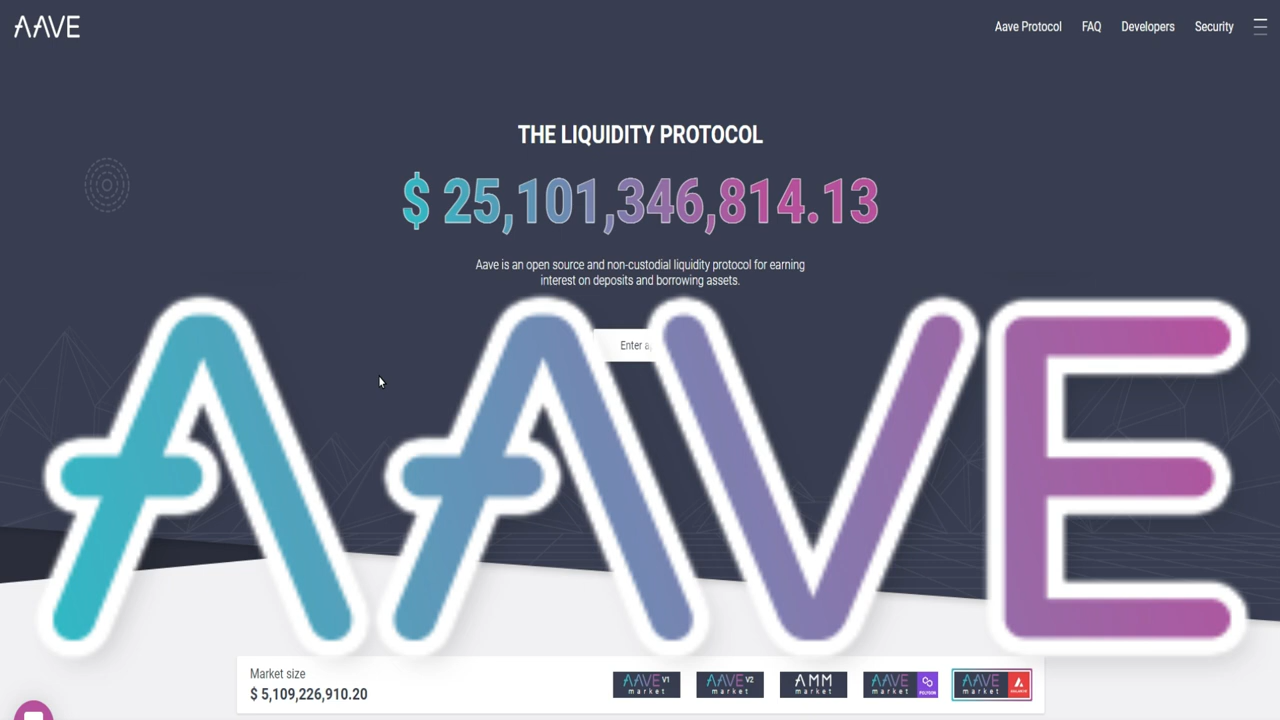 AAVE
Aave Protocol FAQ Developers Security
THE LIQUIDITY PROTOCOL
$ 25,101,346,814.13
Aave is an open source and non-custodial liquidity protocol for earning
interest on deposits and borrowing assets.
Enter a
AAVE
Market size
$ 5,109,226,910.20
AAVE V1
market
AAVE V2
market
AMM
market
AAVE
market
POLYGON
AAVE
market
AVALANCHE